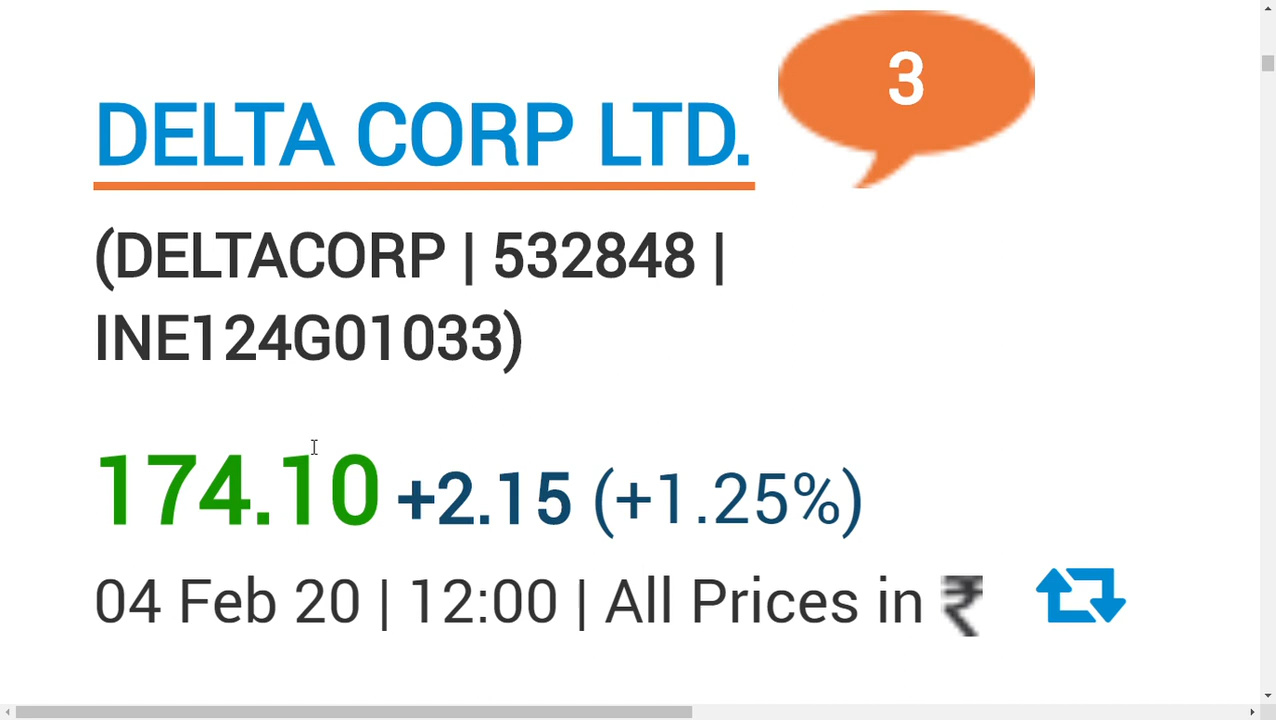 3
DELTA CORP LTD.
(DELTACORP | 532848 |
INE124G01033)
174.10 +2.15 (+1.25%)
04 Feb 20 | 12:00 | All Prices in ₹